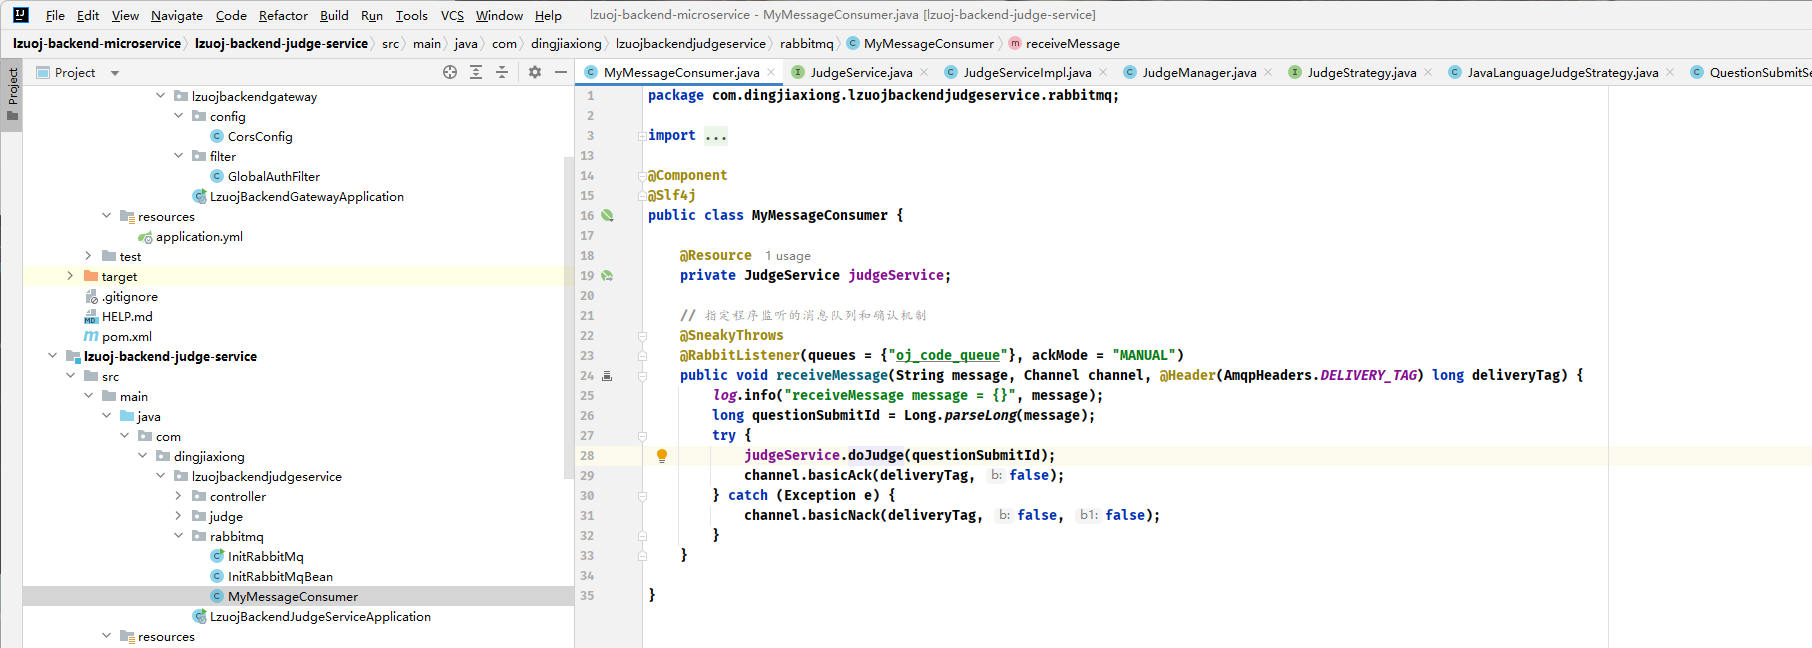 File Edit View Navigate Code Refactor Build Run Tools VCS Window Help lzuoj-backend-microservice - MyMessageConsumer.java [lzuoj-backend-judge-service]
lzuoj-backend-microservice lzuoj-backend-judge-service src main java com dingjiaxiong lzuojbackendjudgeservice rabbitmq MyMessageConsumer receiveMessage
Project
Project
lzuojbackendgateway
config
CorsConfig
filter
GlobalAuthFilter
LzuojBackendGatewayApplication
resources
application.yml
test
target
.gitignore
HELP.md
pom.xml
lzuoj-backend-judge-service
src
main
java
com
dingjiaxiong
lzuojbackendjudgeservice
controller
judge
rabbitmq
InitRabbitMq
InitRabbitMqBean
MyMessageConsumer
LzuojBackendJudgeServiceApplication
resources
MyMessageConsumer.java JudgeService.java JudgeServiceImpl.java JudgeManager.java JudgeStrategy.java JavaLanguageJudgeStrategy.java QuestionSubmitSe
1 package com.dingjiaxiong.lzuojbackendjudgeservice.rabbitmq;
2
3 import ...
13
14 @Component
15 @Slf4j
16 public class MyMessageConsumer {
17
18 @Resource 1 usage
19 private JudgeService judgeService;
20
21 // 指定程序监听的消息队列和确认机制
22 @SneakyThrows
23 @RabbitListener(queues = {"oj_code_queue"}, ackMode = "MANUAL")
24 public void receiveMessage(String message, Channel channel, @Header(AmqpHeaders.DELIVERY_TAG) long deliveryTag) {
25 log.info("receiveMessage message = {}", message);
26 long questionSubmitId = Long.parseLong(message);
27 try {
28 judgeService.doJudge(questionSubmitId);
29 channel.basicAck(deliveryTag, b: false);
30 } catch (Exception e) {
31 channel.basicNack(deliveryTag, b: false, b1: false);
32 }
33 }
34
35 }